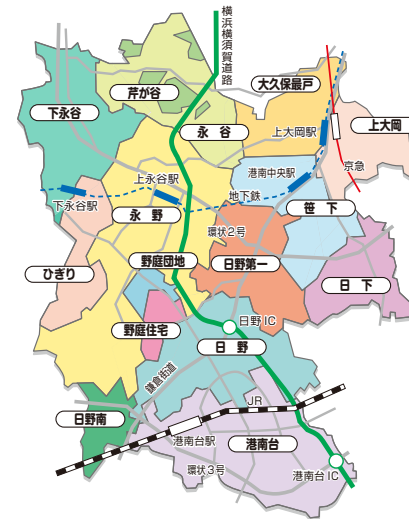 横浜横須賀道路
芹が谷
大久保最戸
下永谷
永谷
上大岡駅
上大岡
上永谷駅
港南中央駅
京急
地下鉄
下永谷駅
永野
笹下
環状2号
野庭団地
日野第一
ひぎり
日下
日野IC
野庭住宅
日野
鎌倉街道
JR
日野南
港南台駅
港南台
環状3号
港南台IC